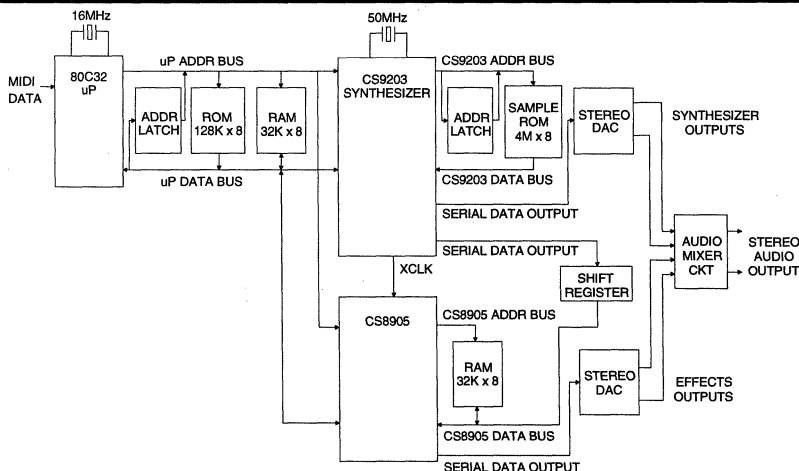 16MHz
50MHz
MIDI
DATA
80C32
uP
uP ADDR BUS
ADDR
LATCH
ROM
128K x 8
RAM
32K x 8
uP DATA BUS
CS9203
SYNTHESIZER
CS9203 ADDR BUS
ADDR
LATCH
SAMPLE
ROM
4M x 8
CS9203 DATA BUS
STEREO
DAC
SYNTHESIZER
OUTPUTS
SERIAL DATA OUTPUT
SERIAL DATA OUTPUT
AUDIO
MIXER
CKT
STEREO
AUDIO
OUTPUT
XCLK
SHIFT
REGISTER
CS8905
CS8905 ADDR BUS
RAM
32K x 8
CS8905 DATA BUS
STEREO
DAC
EFFECTS
OUTPUTS
SERIAL DATA OUTPUT